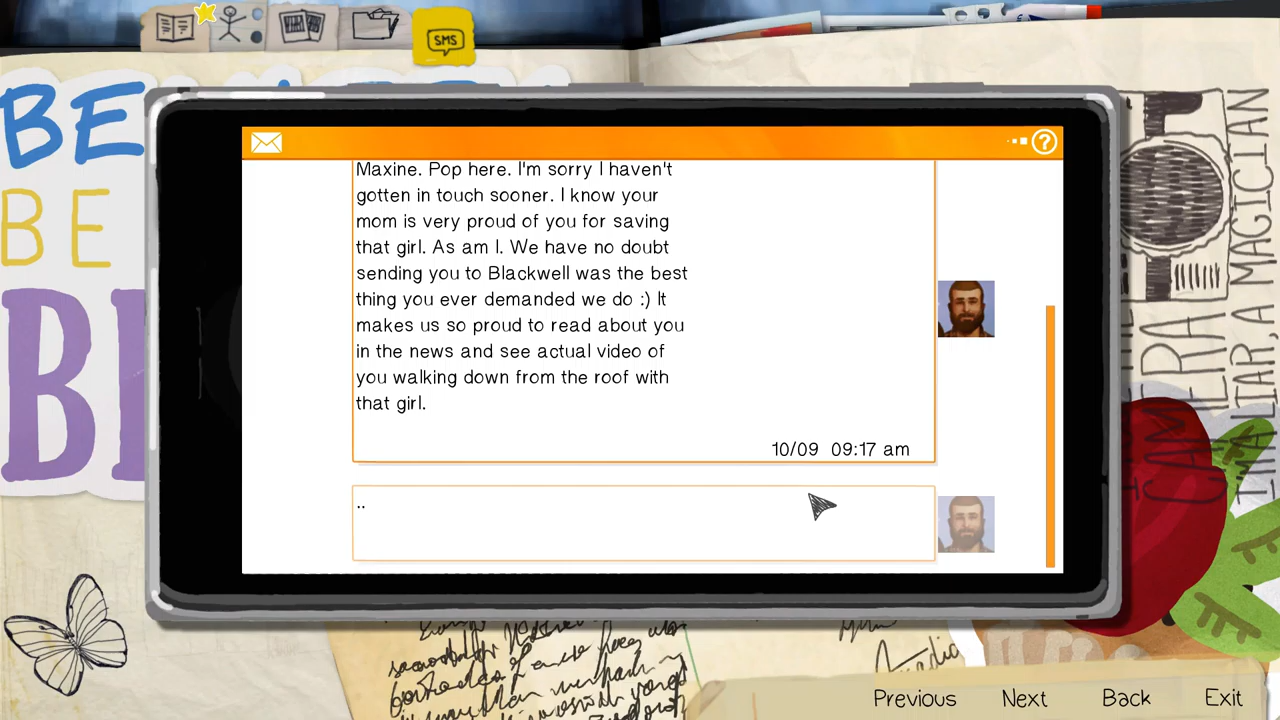 SMS
BE
BE
B
?
Maxine. Pop here. I'm sorry I haven't
gotten in touch sooner. I know your
mom is very proud of you for saving
that girl. As am I. We have no doubt
sending you to Blackwell was the best
thing you ever demanded we do :) It
makes us so proud to read about you
in the news and see actual video of
you walking down from the roof with
that girl.
10/09 09:17 am
..
I'M A LIAR, A MAGICIAN
Previous
Next
Back
Exit